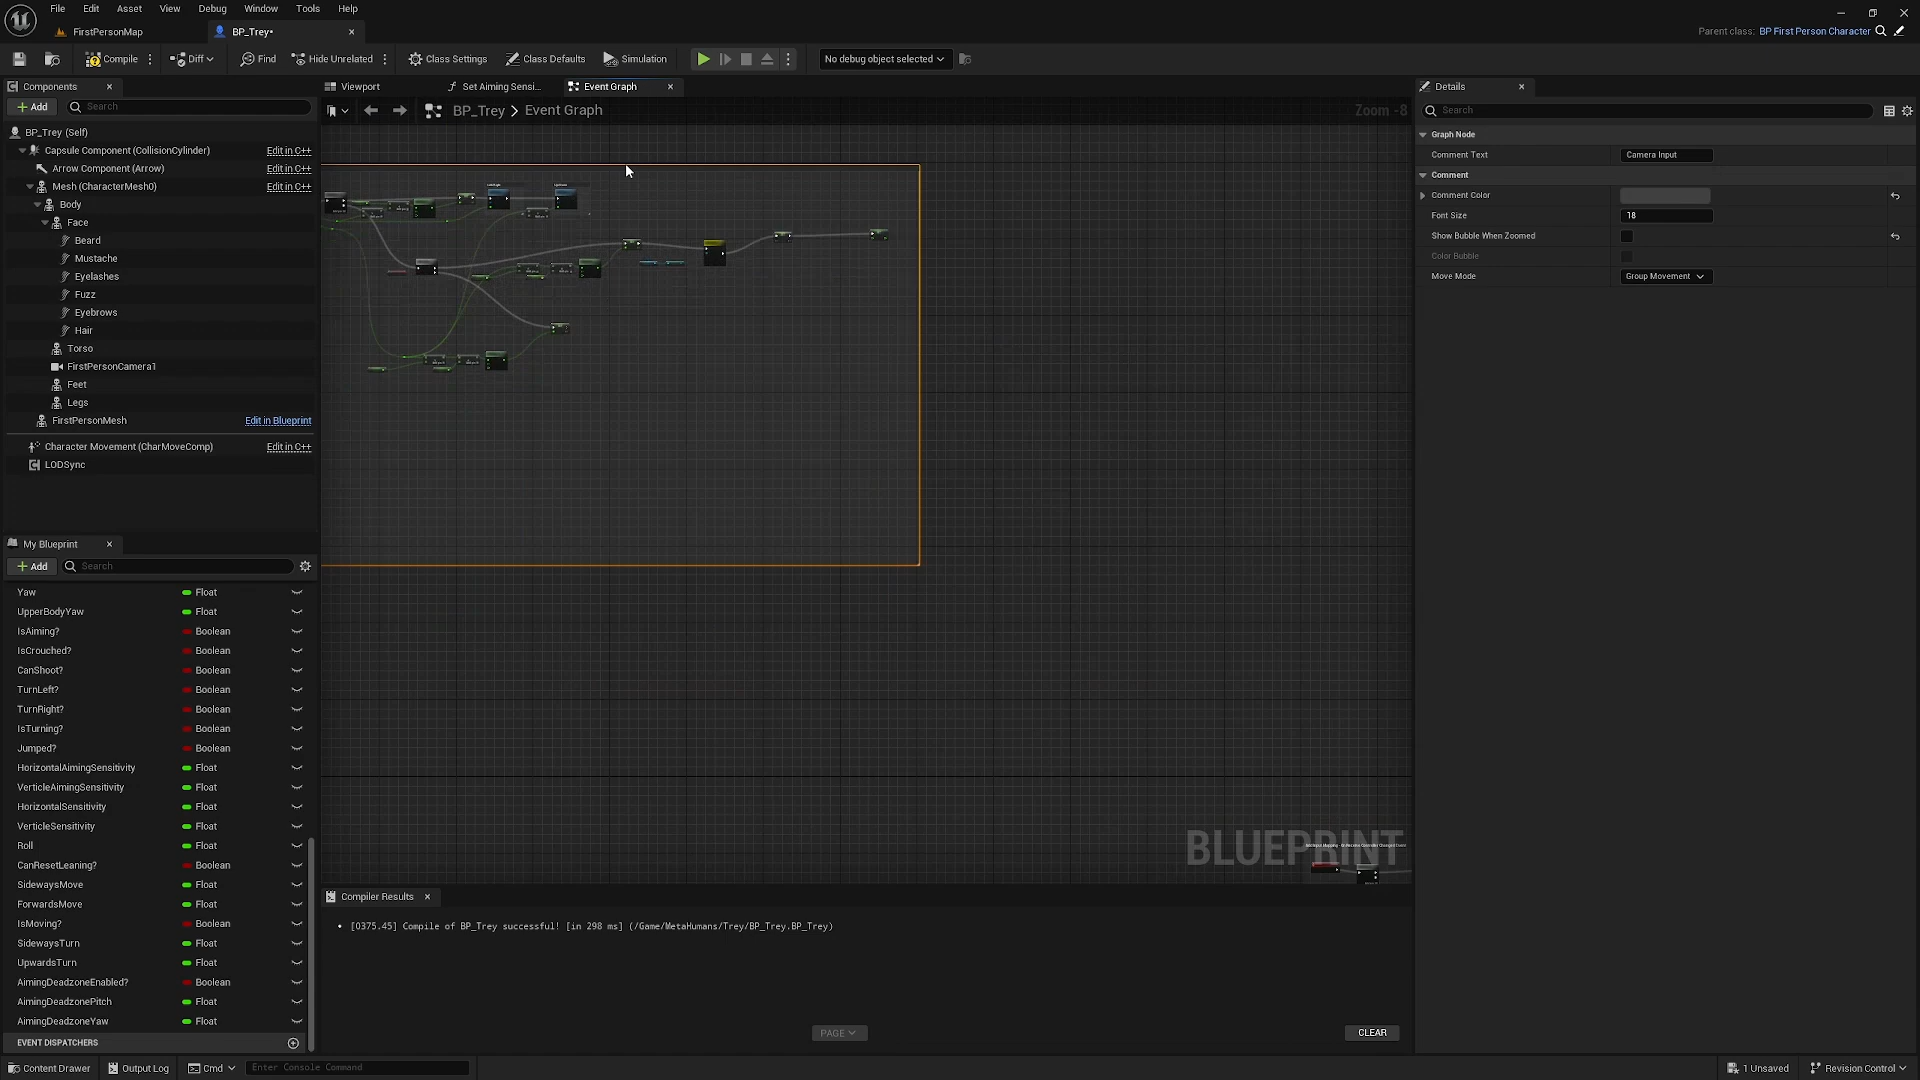 File Edit Asset View Debug Window Tools Help
FirstPersonMap BP_Trey•
Parent class: BP First Person Character
Compile Diff Find Hide Unrelated Class Settings Class Defaults Simulation No debug object selected
Components
Add Search
BP_Trey (Self)
Capsule Component (CollisionCylinder) Edit in C++
Arrow Component (Arrow) Edit in C++
Mesh (CharacterMesh0) Edit in C++
Body
Face
Beard
Mustache
Eyelashes
Fuzz
Eyebrows
Hair
Torso
FirstPersonCamera1
Feet
Legs
FirstPersonMesh Edit in Blueprint
Character Movement (CharMoveComp) Edit in C++
LODSync
My Blueprint
Add Search
Yaw Float
UpperBodyYaw Float
IsAiming? Boolean
IsCrouched? Boolean
CanShoot? Boolean
TurnLeft? Boolean
TurnRight? Boolean
IsTurning? Boolean
Jumped? Boolean
HorizontalAimingSensitivity Float
VerticleAimingSensitivity Float
HorizontalSensitivity Float
VerticleSensitivity Float
Roll Float
CanResetLeaning? Boolean
SidewaysMove Float
ForwardsMove Float
IsMoving? Boolean
SidewaysTurn Float
UpwardsTurn Float
AimingDeadzoneEnabled? Boolean
AimingDeadzonePitch Float
AimingDeadzoneYaw Float
EVENT DISPATCHERS
Viewport Set Aiming Sensi... Event Graph
BP_Trey > Event Graph Zoom -8
BLUEPRINT
Compiler Results
[0375.45] Compile of BP_Trey successful! [in 298 ms] (/Game/MetaHumans/Trey/BP_Trey.BP_Trey)
PAGE CLEAR
Details
Search
Graph Node
Comment Text Camera Input
Comment
Comment Color
Font Size 18
Show Bubble When Zoomed
Color Bubble
Move Mode Group Movement
Content Drawer Output Log Cmd Enter Console Command 1 Unsaved Revision Control